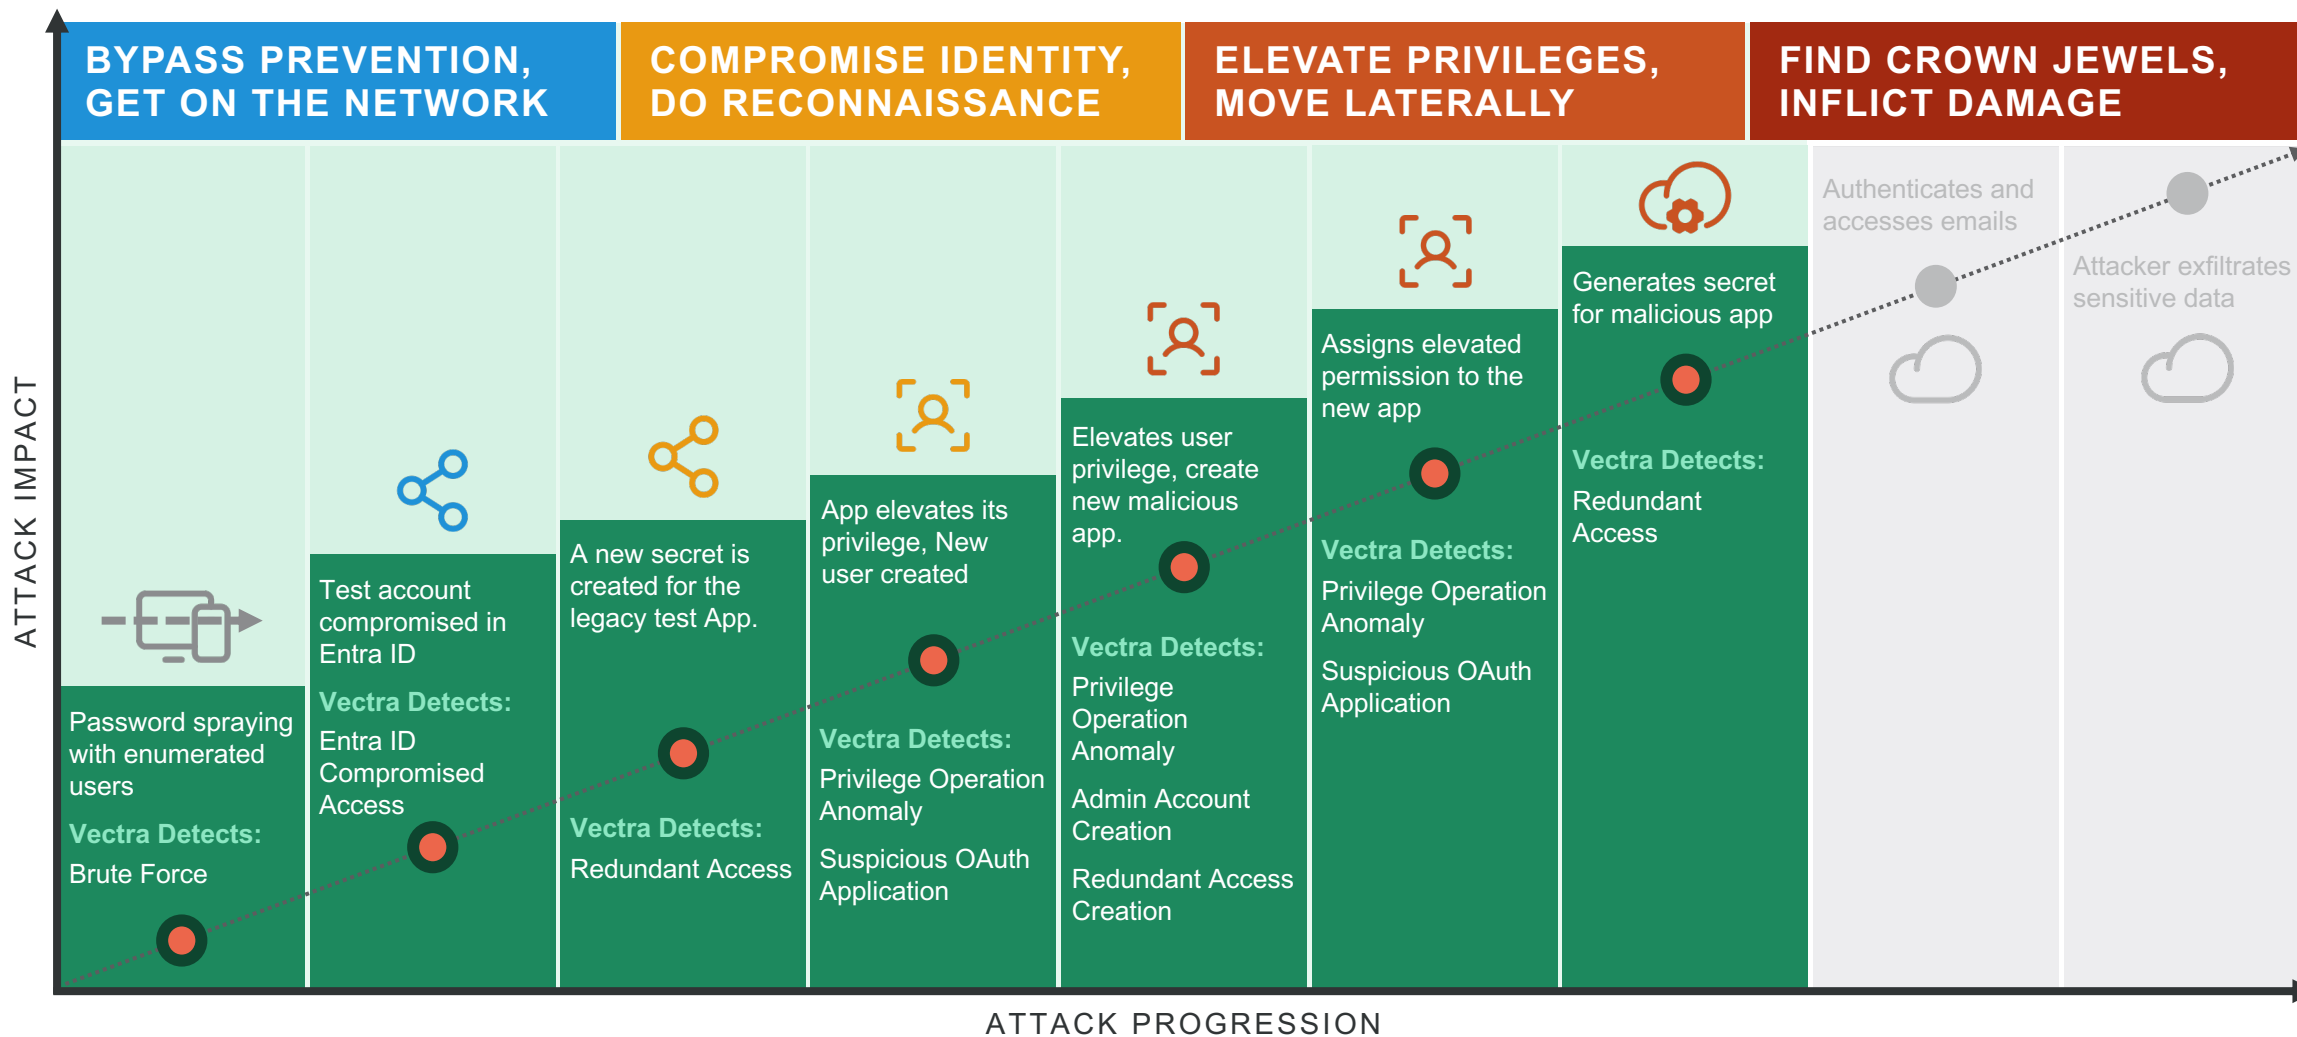 BYPASS PREVENTION,
GET ON THE NETWORK
COMPROMISE IDENTITY,
DO RECONNAISSANCE
ELEVATE PRIVILEGES,
MOVE LATERALLY
FIND CROWN JEWELS,
INFLICT DAMAGE
ATTACK IMPACT
Password spraying
with enumerated
users
Vectra Detects:
Brute Force
Test account
compromised in
Entra ID
Vectra Detects:
Entra ID
Compromised
Access
A new secret is
created for the
legacy test App.
Vectra Detects:
Redundant Access
App elevates its
privilege, New
user created
Vectra Detects:
Privilege Operation
Anomaly
Suspicious OAuth
Application
Elevates user
privilege, create
new malicious
app.
Vectra Detects:
Privilege
Operation
Anomaly
Admin Account
Creation
Redundant Access
Creation
Assigns elevated
permission to the
new app
Vectra Detects:
Privilege Operation
Anomaly
Suspicious OAuth
Application
Generates secret
for malicious app
Vectra Detects:
Redundant
Access
Authenticates and
accesses emails
Attacker exfiltrates
sensitive data
ATTACK PROGRESSION